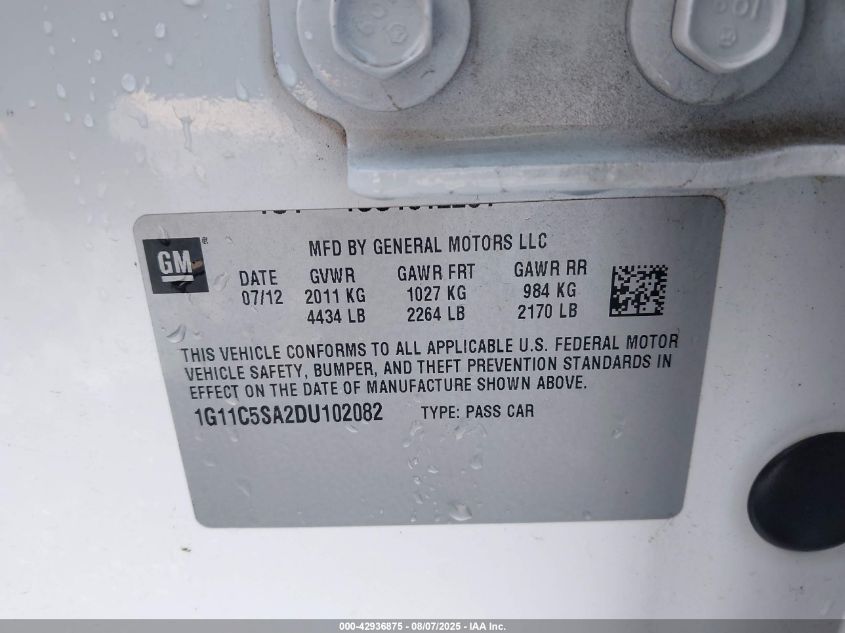 MFD BY GENERAL MOTORS LLC
GM ®
DATE GVWR GAWR FRT GAWR RR
07/12 2011 KG 1027 KG 984 KG
4434 LB 2264 LB 2170 LB
THIS VEHICLE CONFORMS TO ALL APPLICABLE U.S. FEDERAL MOTOR
VEHICLE SAFETY, BUMPER, AND THEFT PREVENTION STANDARDS IN
EFFECT ON THE DATE OF MANUFACTURE SHOWN ABOVE.
1G11C5SA2DU102082 TYPE: PASS CAR
000-42936875 - 08/07/2025 - IAA Inc.